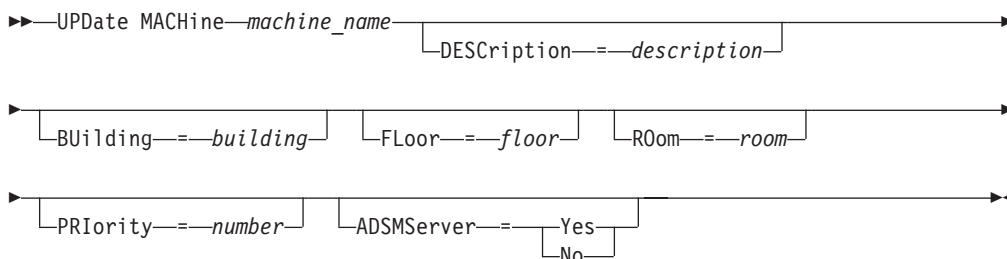 UPDate MACHine machine_name
DESCription = description
BUilding = building FLoor = floor ROom = room
PRIority = number ADSMServer = Yes
No